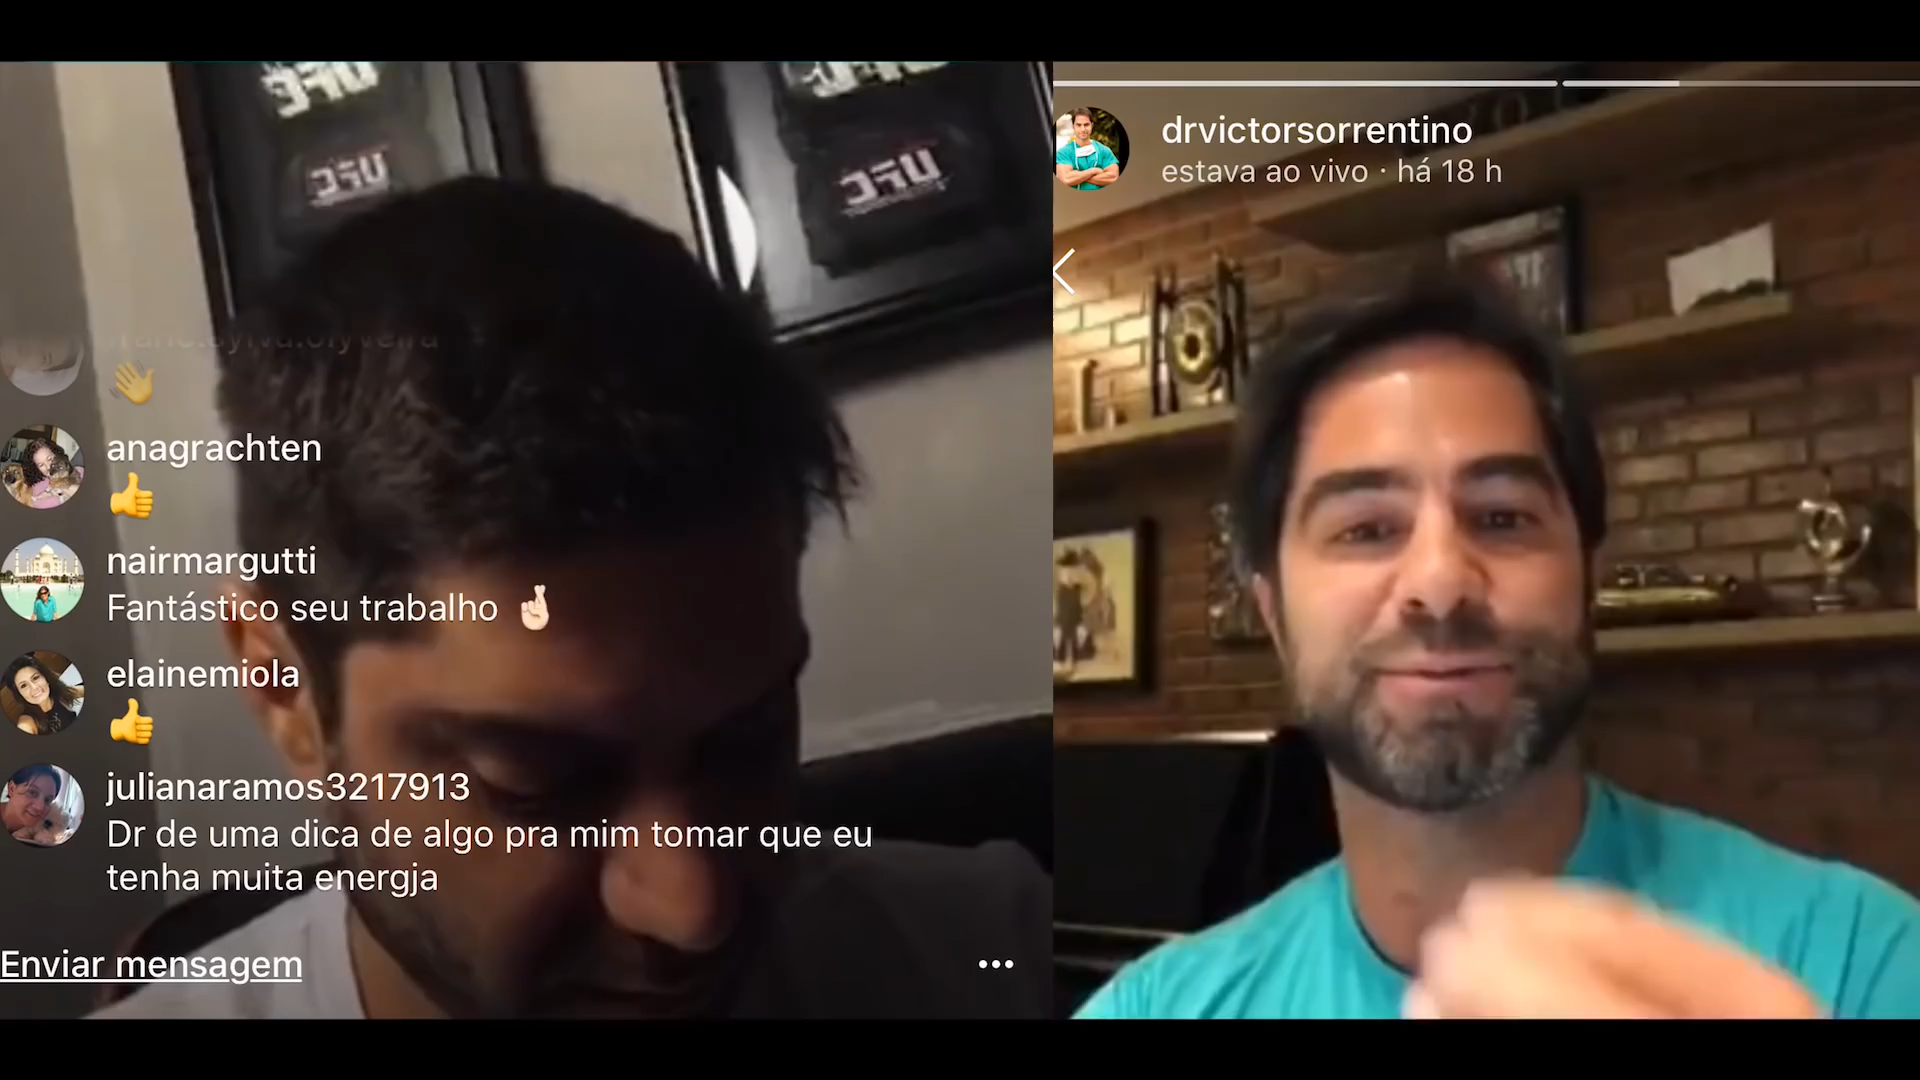 drvictorsorrentino
estava ao vivo · há 18 h
anagrachten
👍
nairmargutti
Fantástico seu trabalho 🤞🏻
elainemiola
👍
julianaramos3217913
Dr de uma dica de algo pra mim tomar que eu
tenha muita energja
Enviar mensagem